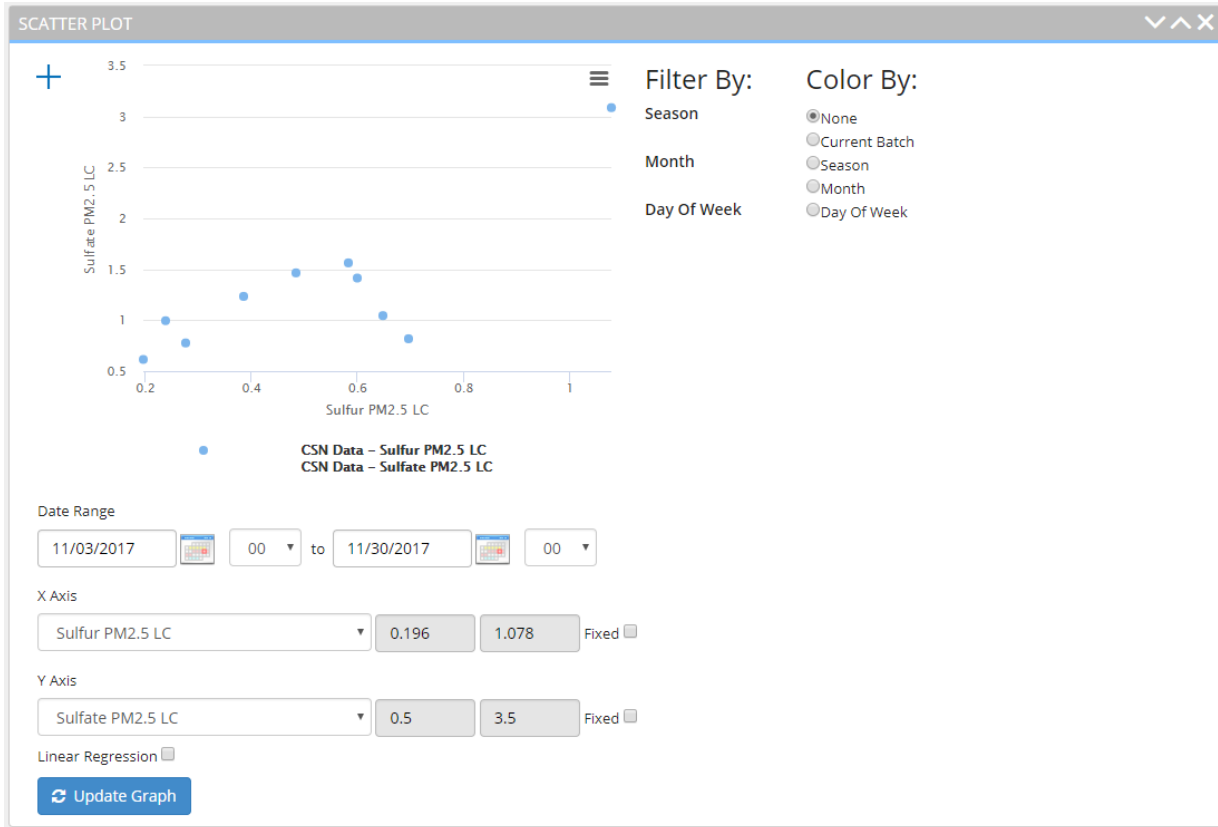 SCATTER PLOT
3.5
3
2.5
2
1.5
1
0.5
Sulfate PM2.5 LC
0.2 0.4 0.6 0.8 1
Sulfur PM2.5 LC
CSN Data – Sulfur PM2.5 LC
CSN Data – Sulfate PM2.5 LC
Filter By:
Season
Month
Day Of Week
Color By:
None
Current Batch
Season
Month
Day Of Week
Date Range
11/03/2017 00 to 11/30/2017 00
X Axis
Sulfur PM2.5 LC 0.196 1.078 Fixed
Y Axis
Sulfate PM2.5 LC 0.5 3.5 Fixed
Linear Regression
Update Graph